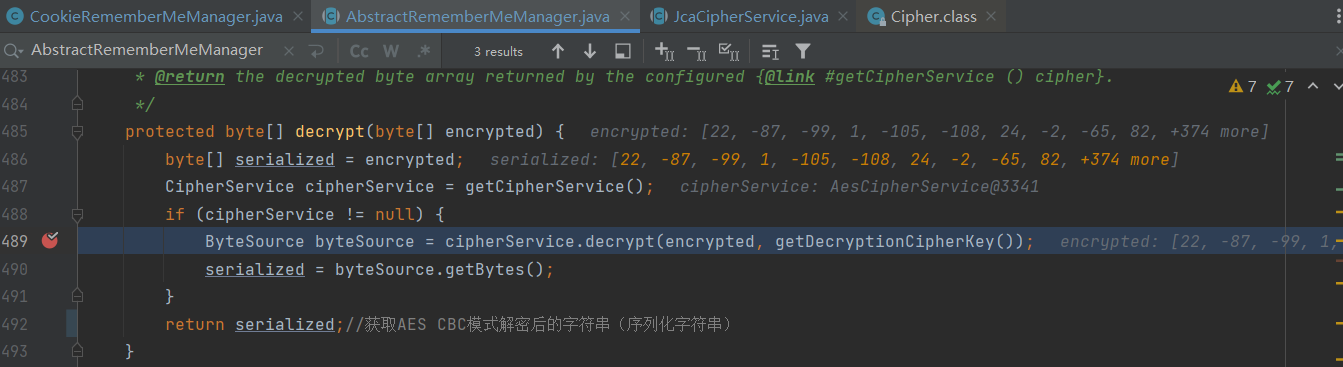 CookieRememberMeManager.java AbstractRememberMeManager.java JcaCipherService.java Cipher.class
AbstractRememberMeManager Cc W .* 3 results
483 * @return the decrypted byte array returned by the configured {@link #getCipherService () cipher}. 7 7
484 */
485 protected byte[] decrypt(byte[] encrypted) { encrypted: [22, -87, -99, 1, -105, -108, 24, -2, -65, 82, +374 more]
486 byte[] serialized = encrypted; serialized: [22, -87, -99, 1, -105, -108, 24, -2, -65, 82, +374 more]
487 CipherService cipherService = getCipherService(); cipherService: AesCipherService@3341
488 if (cipherService != null) {
489 ByteSource byteSource = cipherService.decrypt(encrypted, getDecryptionCipherKey()); encrypted: [22, -87, -99, 1,
490 serialized = byteSource.getBytes();
491 }
492 return serialized;//获取AES CBC模式解密后的字符串（序列化字符串）
493 }